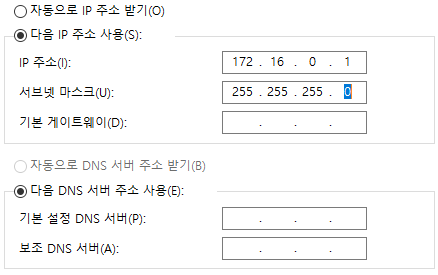 자동으로 IP 주소 받기(O)
다음 IP 주소 사용(S):
IP 주소(I): 172 . 16 . 0 . 1
서브넷 마스크(U): 255 . 255 . 255 . 0
기본 게이트웨이(D): . . .
자동으로 DNS 서버 주소 받기(B)
다음 DNS 서버 주소 사용(E):
기본 설정 DNS 서버(P): . . .
보조 DNS 서버(A): . . .